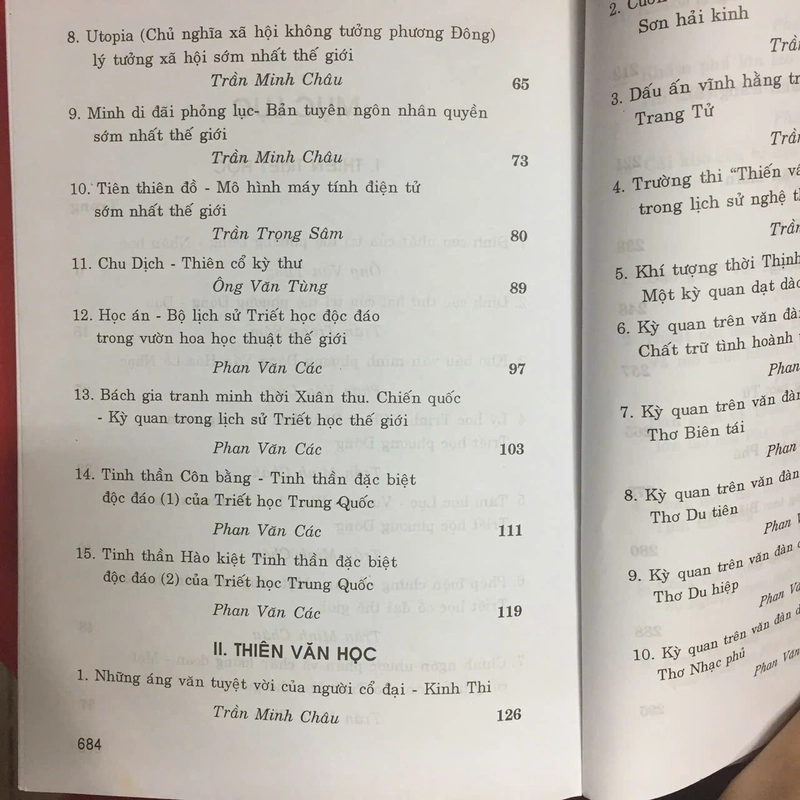 8. Utopia (Chủ nghĩa xã hội không tưởng phương Đông)
lý tưởng xã hội sớm nhất thế giới
Trần Minh Châu 65
9. Minh di đãi phỏng lục- Bản tuyên ngôn nhân quyền
sớm nhất thế giới
Trần Minh Châu 73
10. Tiên thiên đồ - Mô hình máy tính điện tử
sớm nhất thế giới
Trần Trọng Sâm 80
11. Chu Dịch - Thiên cổ kỳ thư
Ông Văn Tùng 89
12. Học án - Bộ lịch sử Triết học độc đáo
trong vườn hoa học thuật thế giới
Phan Văn Các 97
13. Bách gia tranh minh thời Xuân thu. Chiến quốc
- Kỳ quan trong lịch sử Triết học thế giới
Phan Văn Các 103
14. Tinh thần Côn bằng - Tinh thần đặc biệt
độc đáo (1) của Triết học Trung Quốc
Phan Văn Các 111
15. Tinh thần Hào kiệt Tinh thần đặc biệt
độc đáo (2) của Triết học Trung Quốc
Phan Văn Các 119
II. THIÊN VĂN HỌC
1. Những áng văn tuyệt vời của người cổ đại - Kinh Thi
Trần Minh Châu 126
684
2.
Sơn hải kinh
3. Dấu ấn vĩnh hằng
Trang Tử
4. Trường thi “Thiến
trong lịch sử nghệ
5. Khí tượng thời Thịnh
Một kỳ quan dạt dào
6. Kỳ quan trên văn đàn
Chất trữ tình hoành
Phan
7. Kỳ quan trên văn đàn
Thơ Biên tái
Phan
8. Kỳ quan trên văn đàn
Thơ Du tiên
Phan
9. Kỳ quan trên văn đàn
Thơ Du hiệp
Phan
10. Kỳ quan trên văn đàn
Thơ Nhạc phủ
Phan